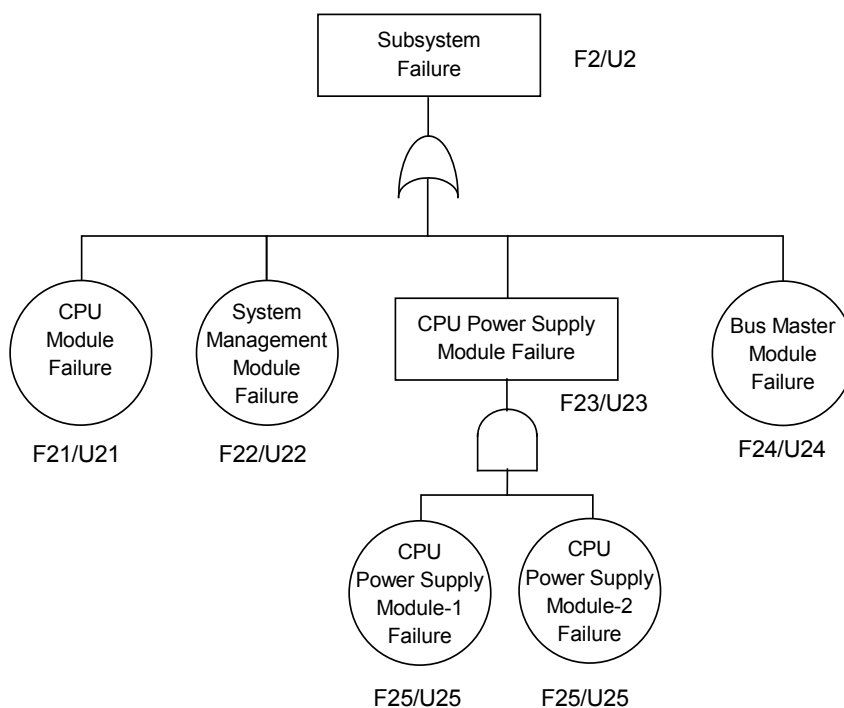 Subsystem
Failure
F2/U2
CPU
Module
Failure
F21/U21
System
Management
Module
Failure
F22/U22
CPU Power Supply
Module Failure
F23/U23
Bus Master
Module
Failure
F24/U24
CPU
Power Supply
Module-1
Failure
F25/U25
CPU
Power Supply
Module-2
Failure
F25/U25